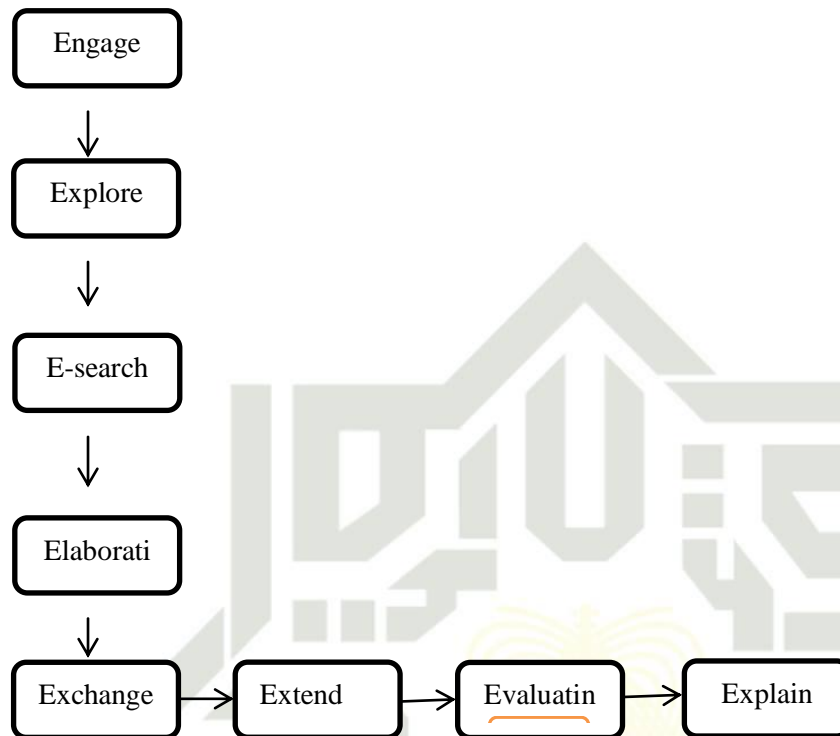 Engage
Explore
E-search
Elaborati
Exchange
Extend
Evaluatin
Explain